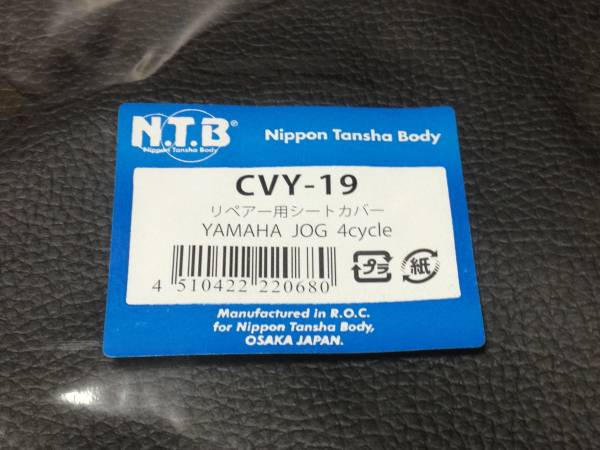 N.T.B®
Nippon Tansha Body
Nippon Tansha Body
CVY-19
リペアー用シートカバー
YAMAHA JOG 4cycle
4 510422 220680
プラ
紙
Manufactured in R.O.C.
for Nippon Tansha Body,
OSAKA JAPAN.